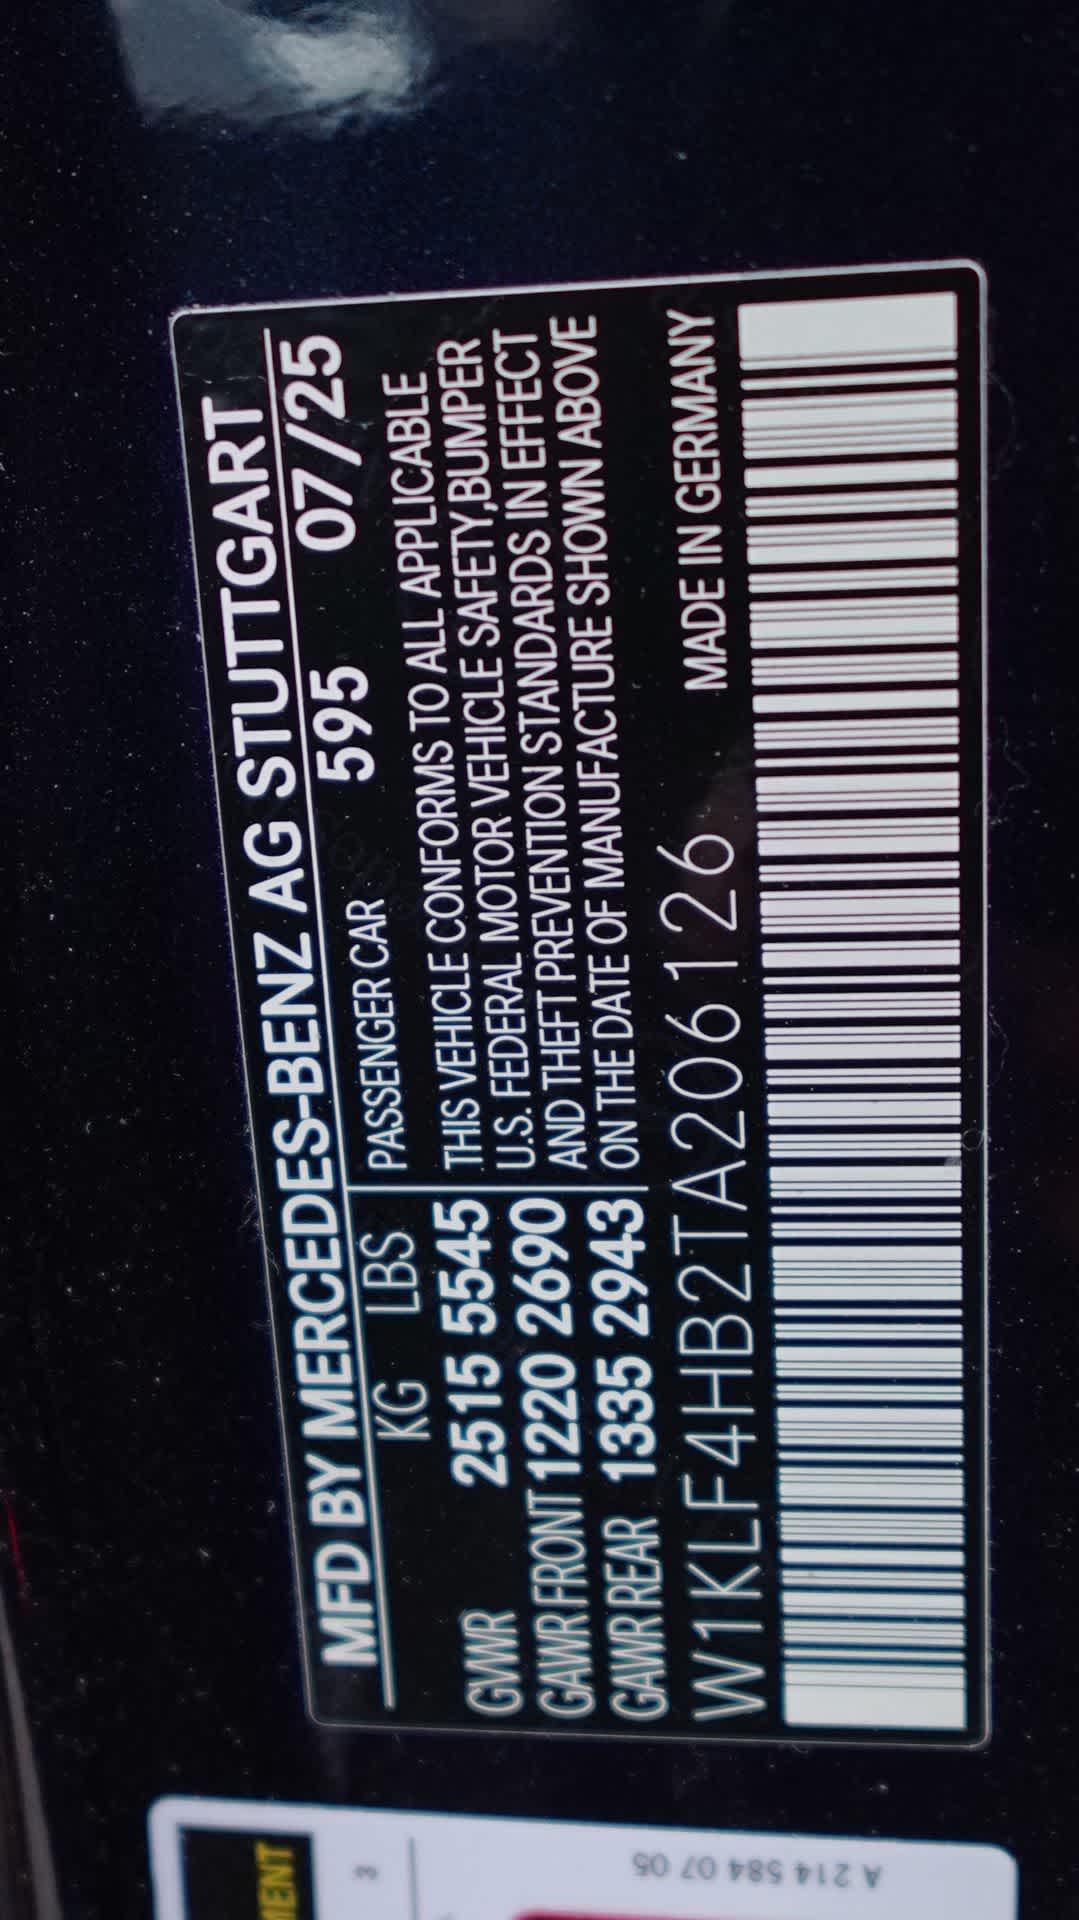 MFD BY MERCEDES-BENZ AG STUTTGART
KG LBS PASSENGER CAR 595 07/25
GVWR 2515 5545 THIS VEHICLE CONFORMS TO ALL APPLICABLE
U.S. FEDERAL MOTOR VEHICLE SAFETY,BUMPER
GAWR FRONT 1220 2690 AND THEFT PREVENTION STANDARDS IN EFFECT
GAWR REAR 1335 2943 ON THE DATE OF MANUFACTURE SHOWN ABOVE
W1KLF4HB2TA206126 MADE IN GERMANY
A 214 584 07 05